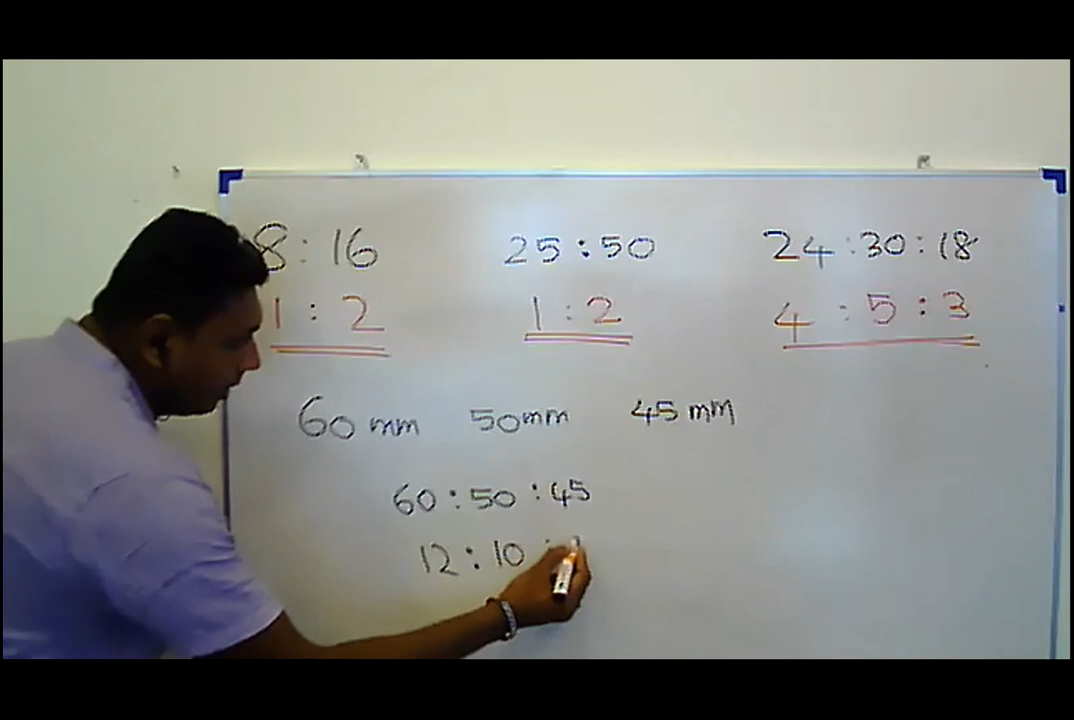 8 : 16 25 : 50 24 : 30 : 18
1 : 2 1 : 2 4 : 5 : 3
60 mm 50mm 45 mm
60 : 50 : 45
12 : 10 :